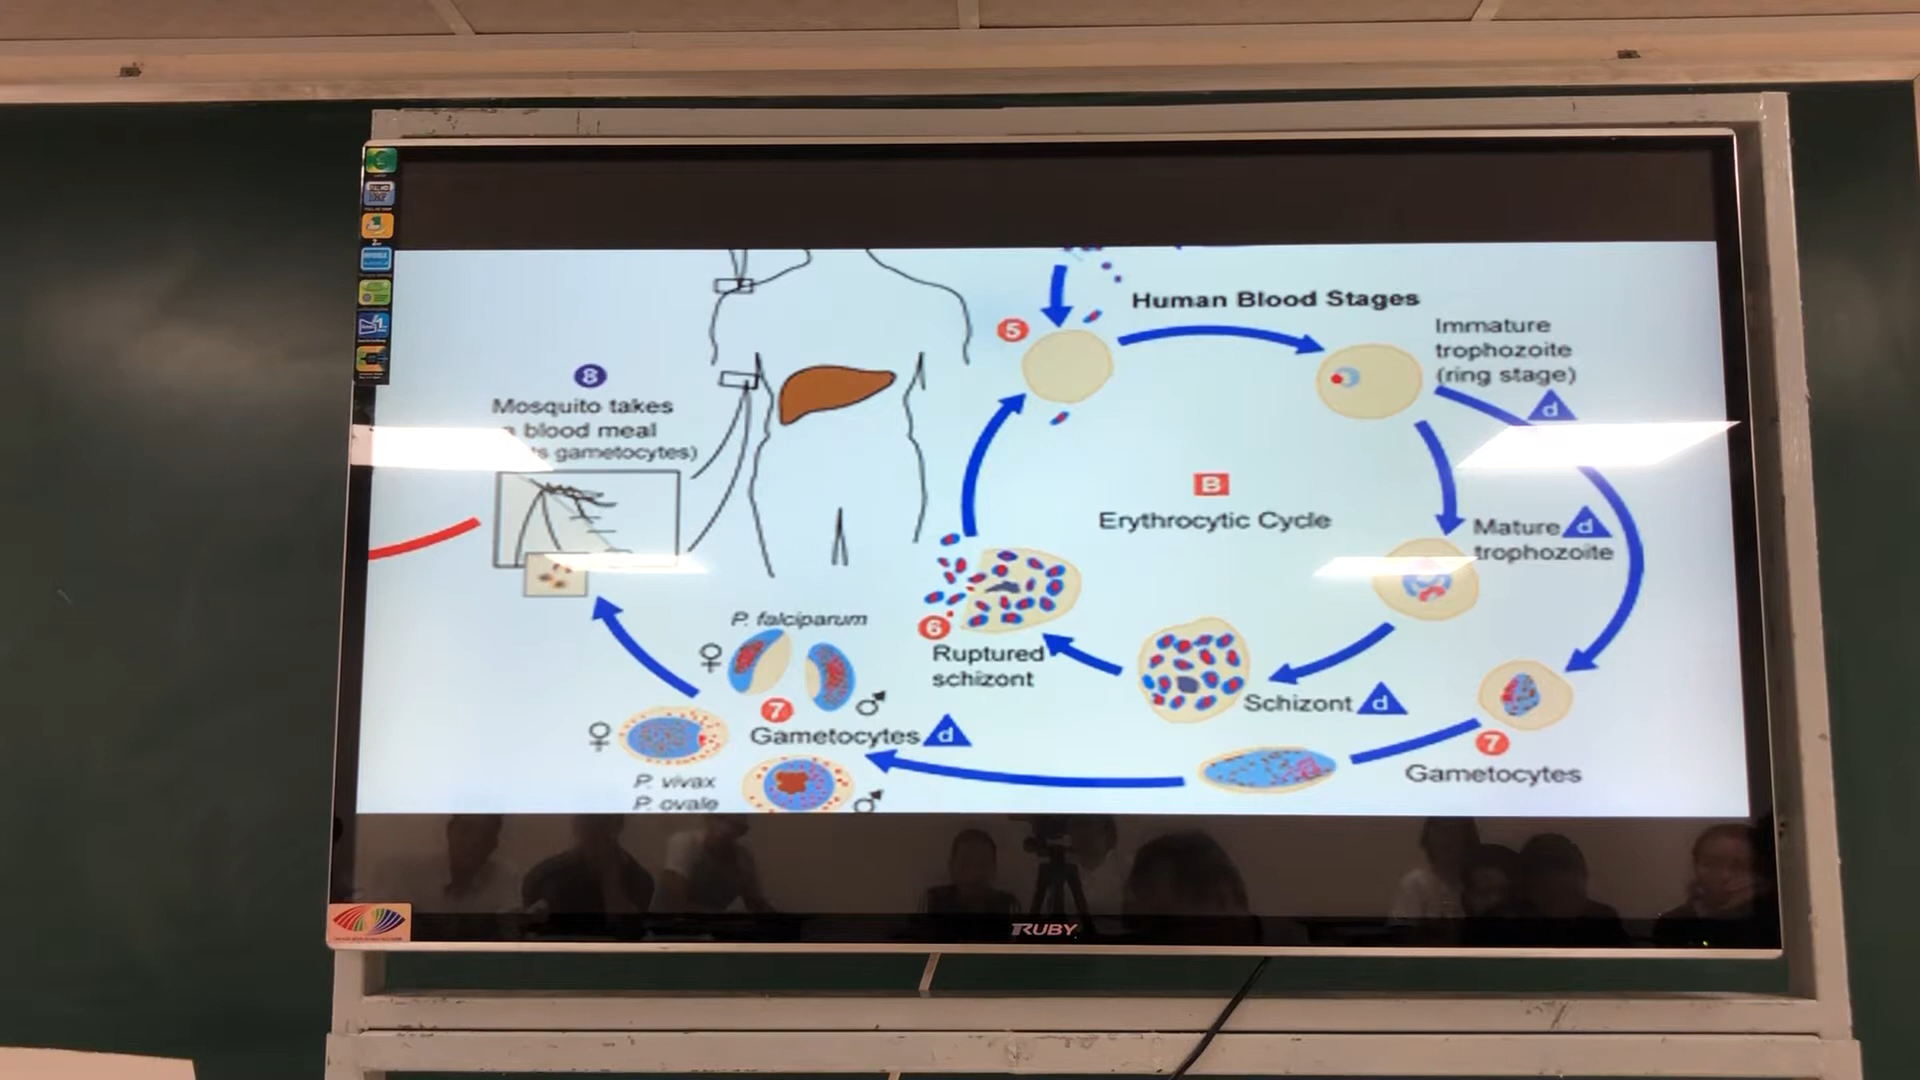 Human Blood Stages
5
Immature
trophozoite
(ring stage)
d
8
Mosquito takes
blood meal
gametocytes)
B
Erythrocytic Cycle
Mature d
trophozoite
P. falciparum
6
Ruptured
schizont
♀
♂
7
Gametocytes d
Schizont d
7
Gametocytes
♀
P. vivax
P. ovale
♂
RUBY